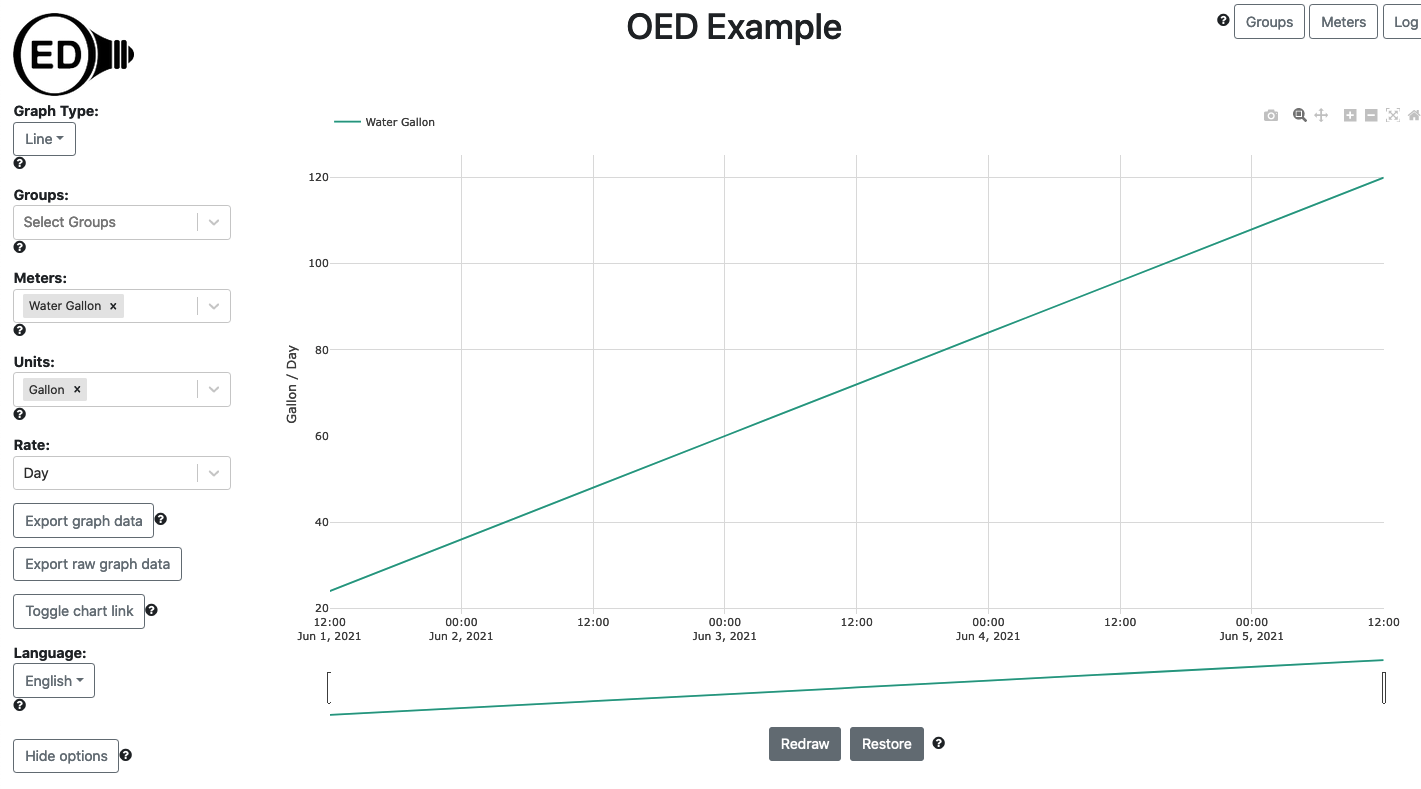 OED Example
Groups
Meters
Log
ED
Graph Type:
Line
Groups:
Select Groups
Meters:
Water Gallon ×
Units:
Gallon ×
Rate:
Day
Export graph data
Export raw graph data
Toggle chart link
Language:
English
Hide options
Water Gallon
Gallon / Day
120
100
80
60
40
20
12:00 00:00 12:00 00:00 12:00 00:00 12:00 00:00 12:00
Jun 1, 2021 Jun 2, 2021 Jun 3, 2021 Jun 4, 2021 Jun 5, 2021
Redraw
Restore